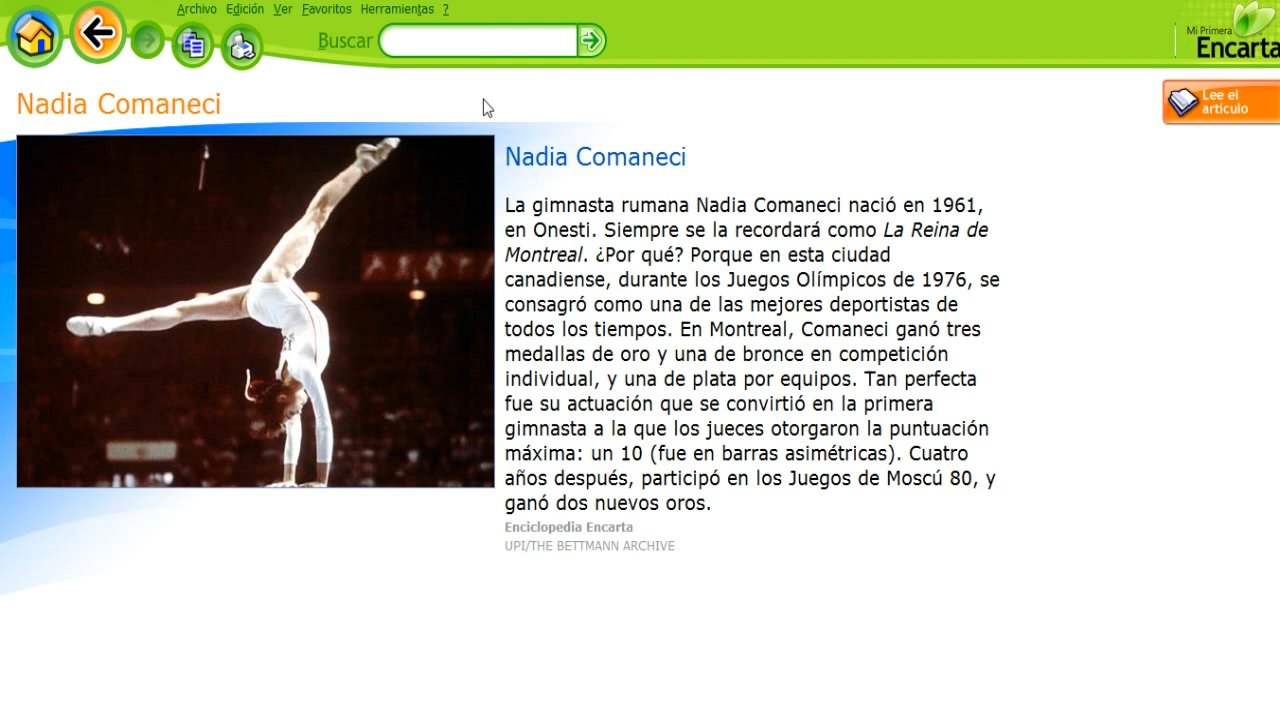 Archivo Edición Ver Favoritos Herramientas ?
Buscar
Mi Primera
Encarta
Nadia Comaneci
Lee el
artículo
Nadia Comaneci
La gimnasta rumana Nadia Comaneci nació en 1961,
en Onesti. Siempre se la recordará como La Reina de
Montreal. ¿Por qué? Porque en esta ciudad
canadiense, durante los Juegos Olímpicos de 1976, se
consagró como una de las mejores deportistas de
todos los tiempos. En Montreal, Comaneci ganó tres
medallas de oro y una de bronce en competición
individual, y una de plata por equipos. Tan perfecta
fue su actuación que se convirtió en la primera
gimnasta a la que los jueces otorgaron la puntuación
máxima: un 10 (fue en barras asimétricas). Cuatro
años después, participó en los Juegos de Moscú 80, y
ganó dos nuevos oros.
Enciclopedia Encarta
UPI/THE BETTMANN ARCHIVE